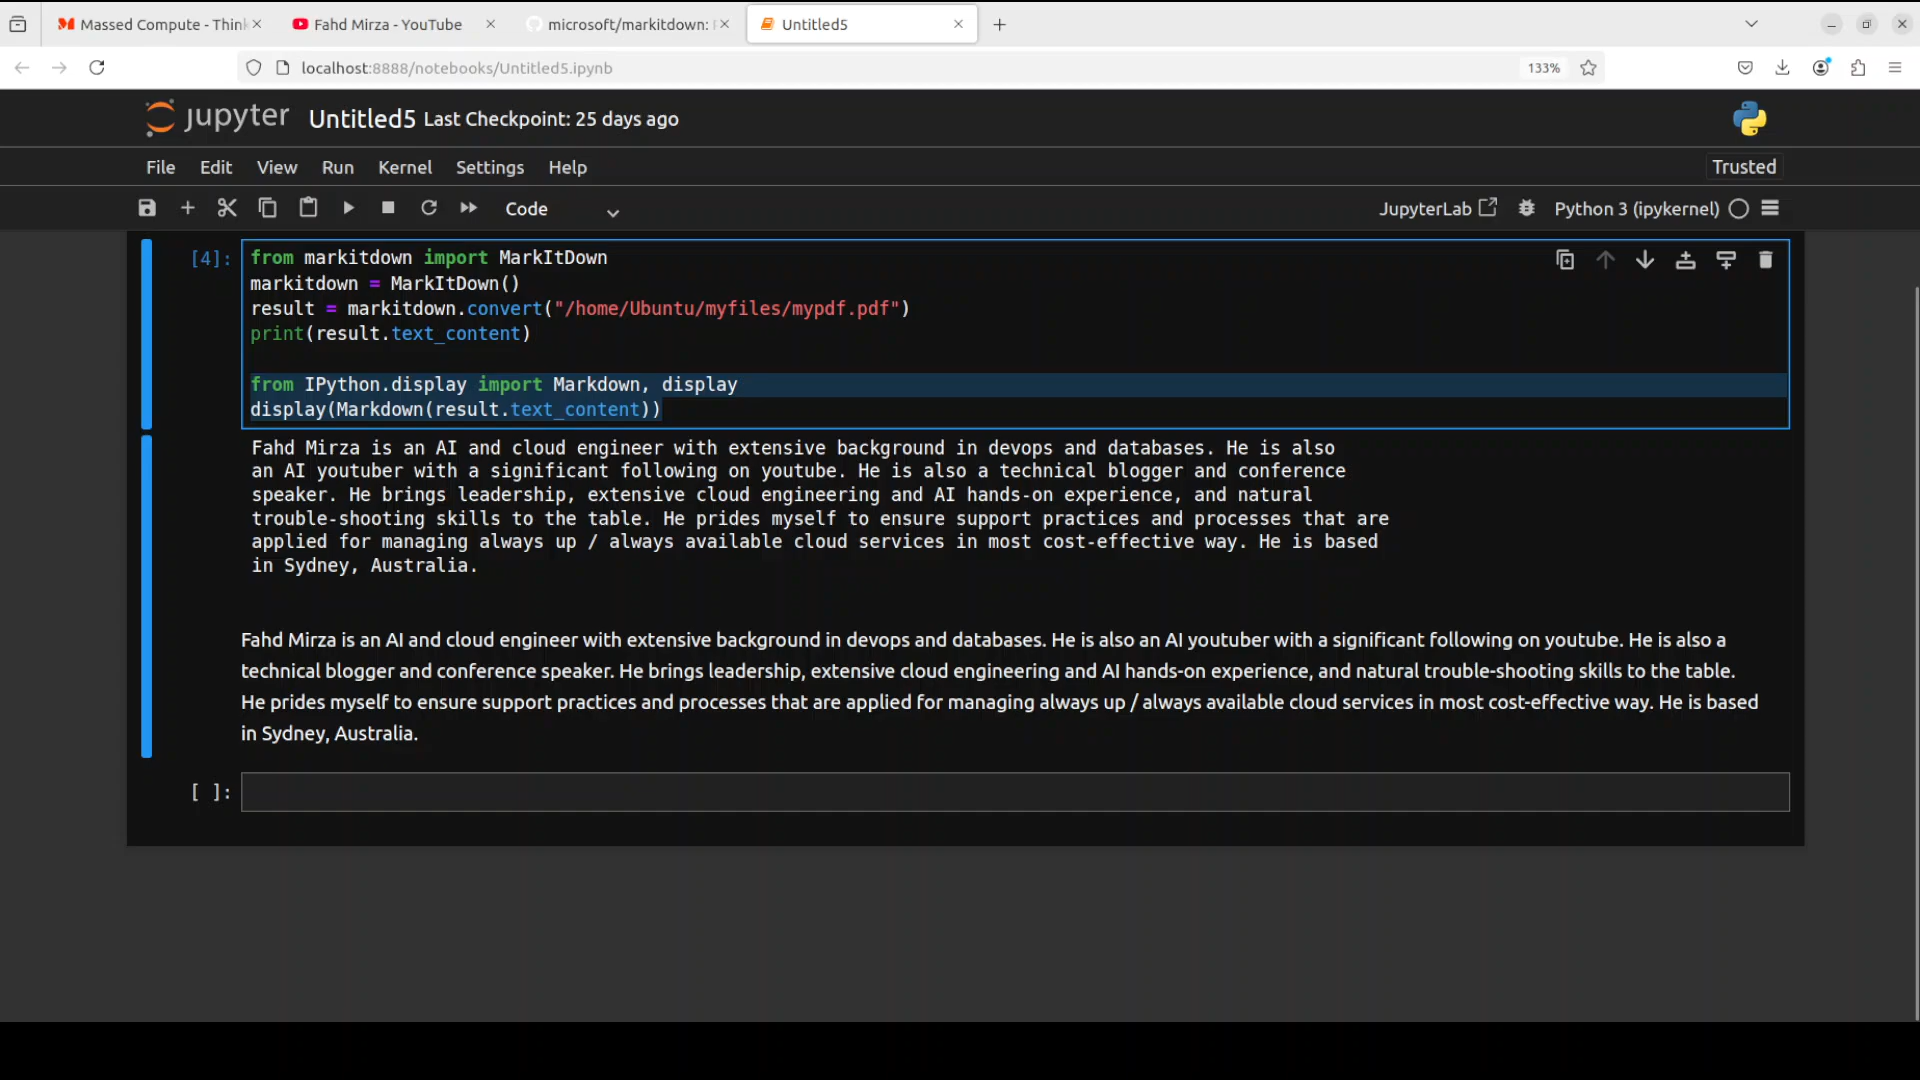 Massed Compute - Think
Fahd Mirza - YouTube
microsoft/markitdown:
Untitled5
localhost:8888/notebooks/Untitled5.ipynb
133%
jupyter
Untitled5 Last Checkpoint: 25 days ago
File Edit View Run Kernel Settings Help
Trusted
Code
JupyterLab
Python 3 (ipykernel)
[4]:
from markitdown import MarkItDown
markitdown = MarkItDown()
result = markitdown.convert("/home/Ubuntu/myfiles/mypdf.pdf")
print(result.text_content)
from IPython.display import Markdown, display
display(Markdown(result.text_content))
Fahd Mirza is an AI and cloud engineer with extensive background in devops and databases. He is also
an AI youtuber with a significant following on youtube. He is also a technical blogger and conference
speaker. He brings leadership, extensive cloud engineering and AI hands-on experience, and natural
trouble-shooting skills to the table. He prides myself to ensure support practices and processes that are
applied for managing always up / always available cloud services in most cost-effective way. He is based
in Sydney, Australia.
Fahd Mirza is an AI and cloud engineer with extensive background in devops and databases. He is also an AI youtuber with a significant following on youtube. He is also a
technical blogger and conference speaker. He brings leadership, extensive cloud engineering and AI hands-on experience, and natural trouble-shooting skills to the table.
He prides myself to ensure support practices and processes that are applied for managing always up / always available cloud services in most cost-effective way. He is based
in Sydney, Australia.
[ ]: